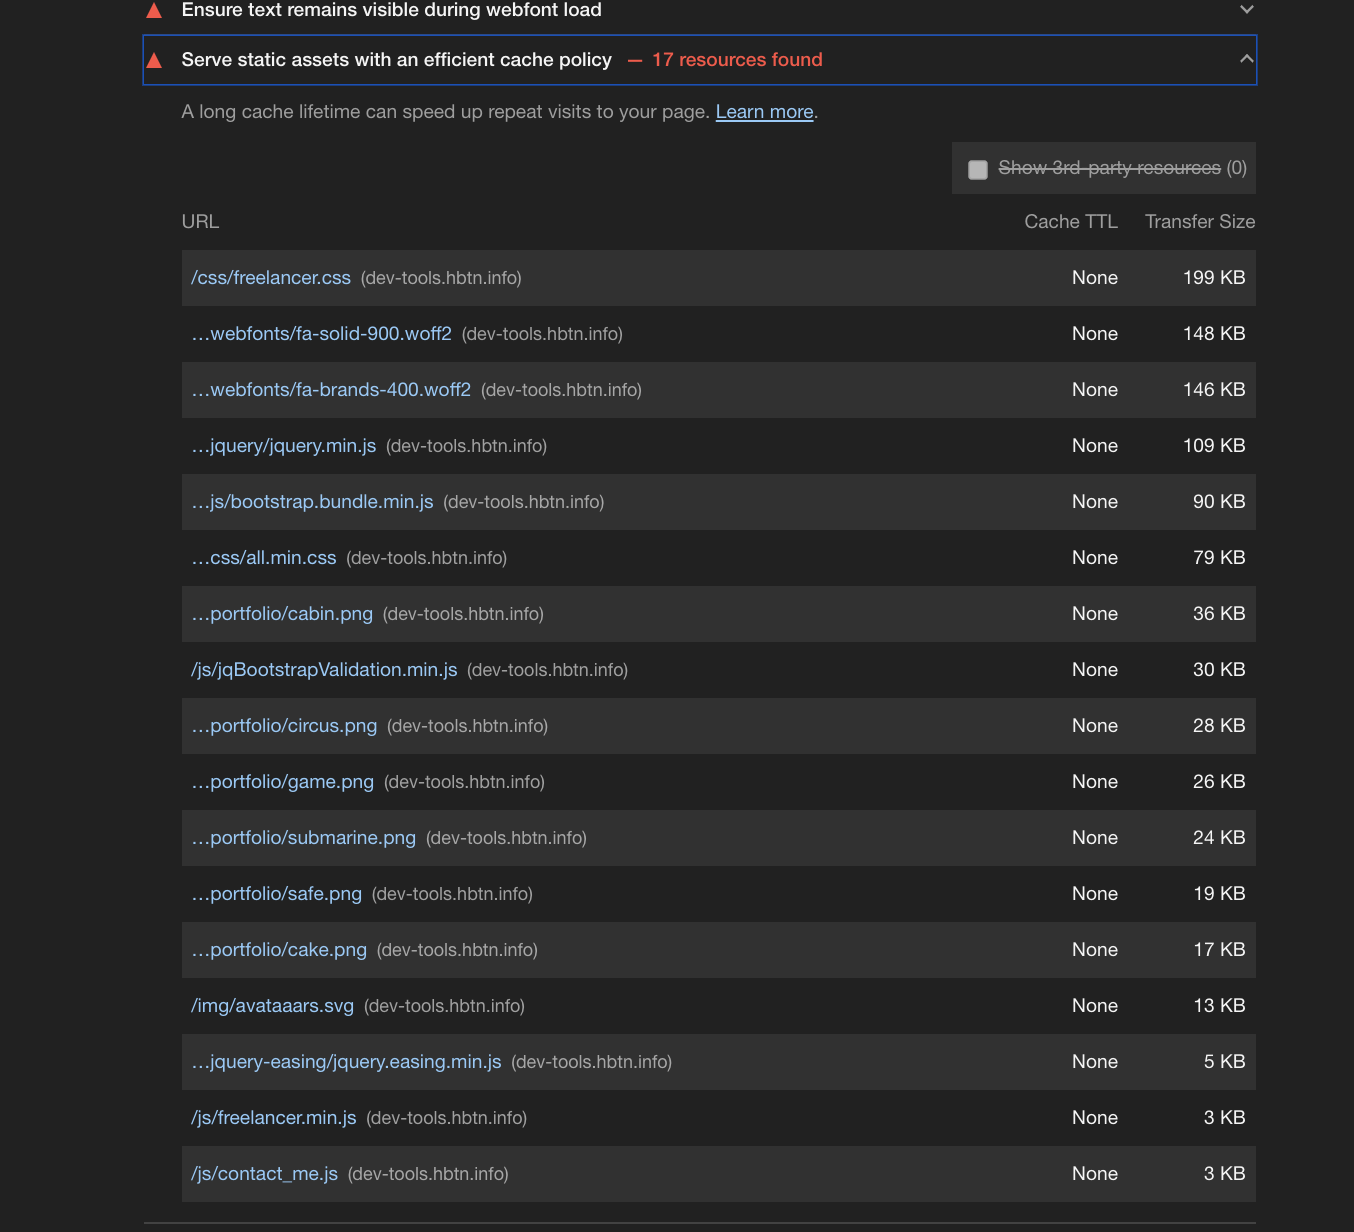 Ensure text remains visible during webfont load
Serve static assets with an efficient cache policy — 17 resources found
A long cache lifetime can speed up repeat visits to your page. Learn more.
Show 3rd-party resources (0)
URL Cache TTL Transfer Size
/css/freelancer.css (dev-tools.hbtn.info) None 199 KB
…webfonts/fa-solid-900.woff2 (dev-tools.hbtn.info) None 148 KB
…webfonts/fa-brands-400.woff2 (dev-tools.hbtn.info) None 146 KB
…jquery/jquery.min.js (dev-tools.hbtn.info) None 109 KB
…js/bootstrap.bundle.min.js (dev-tools.hbtn.info) None 90 KB
…css/all.min.css (dev-tools.hbtn.info) None 79 KB
…portfolio/cabin.png (dev-tools.hbtn.info) None 36 KB
/js/jqBootstrapValidation.min.js (dev-tools.hbtn.info) None 30 KB
…portfolio/circus.png (dev-tools.hbtn.info) None 28 KB
…portfolio/game.png (dev-tools.hbtn.info) None 26 KB
…portfolio/submarine.png (dev-tools.hbtn.info) None 24 KB
…portfolio/safe.png (dev-tools.hbtn.info) None 19 KB
…portfolio/cake.png (dev-tools.hbtn.info) None 17 KB
/img/avataaars.svg (dev-tools.hbtn.info) None 13 KB
…jquery-easing/jquery.easing.min.js (dev-tools.hbtn.info) None 5 KB
/js/freelancer.min.js (dev-tools.hbtn.info) None 3 KB
/js/contact_me.js (dev-tools.hbtn.info) None 3 KB